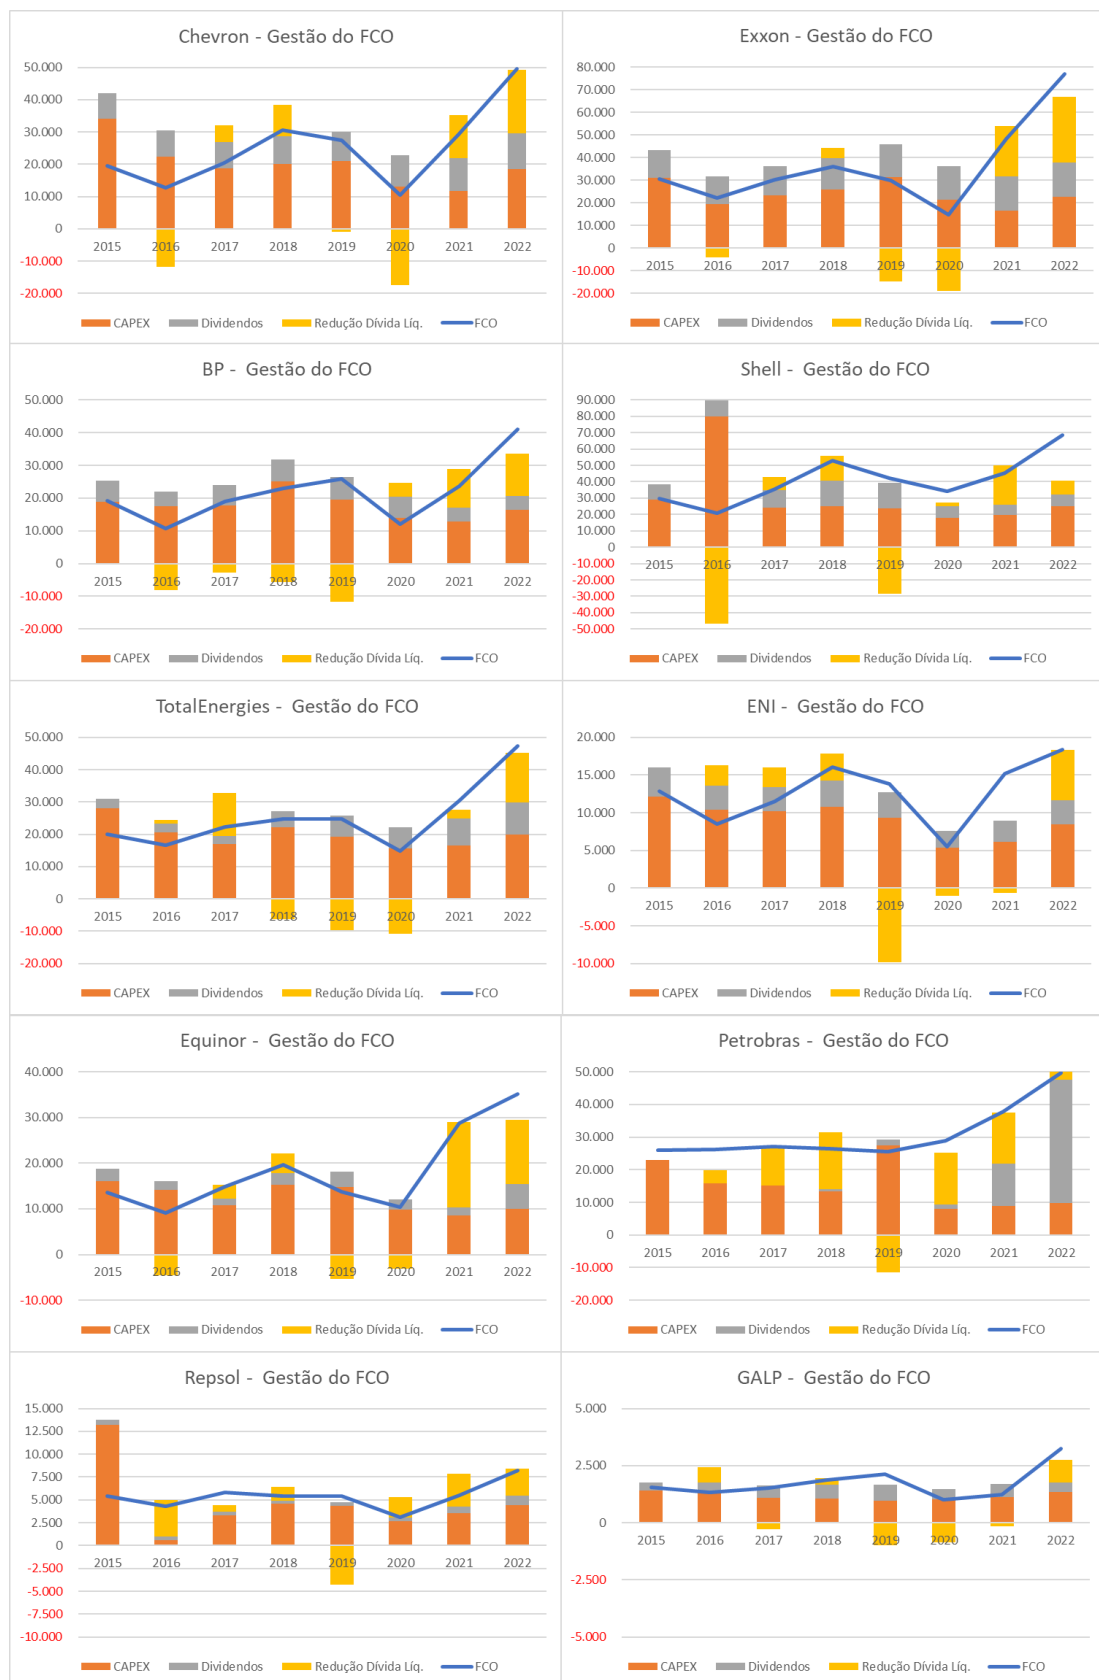 Chevron - Gestão do FCO
50.000
40.000
30.000
20.000
10.000
0
-10.000
-20.000
2015 2016 2017 2018 2019 2020 2021 2022
CAPEX Dividendos Redução Dívida Líq. FCO
Exxon - Gestão do FCO
80.000
70.000
60.000
50.000
40.000
30.000
20.000
10.000
0
-10.000
-20.000
2015 2016 2017 2018 2019 2020 2021 2022
CAPEX Dividendos Redução Dívida Líq. FCO
BP - Gestão do FCO
50.000
40.000
30.000
20.000
10.000
0
-10.000
-20.000
2015 2016 2017 2018 2019 2020 2021 2022
CAPEX Dividendos Redução Dívida Líq. FCO
Shell - Gestão do FCO
90.000
80.000
70.000
60.000
50.000
40.000
30.000
20.000
10.000
0
-10.000
-20.000
-30.000
-40.000
-50.000
2015 2016 2017 2018 2019 2020 2021 2022
CAPEX Dividendos Redução Dívida Líq. FCO
TotalEnergies - Gestão do FCO
50.000
40.000
30.000
20.000
10.000
0
-10.000
-20.000
2015 2016 2017 2018 2019 2020 2021 2022
CAPEX Dividendos Redução Dívida Líq. FCO
ENI - Gestão do FCO
20.000
15.000
10.000
5.000
0
-5.000
-10.000
2015 2016 2017 2018 2019 2020 2021 2022
CAPEX Dividendos Redução Dívida Líq. FCO
Equinor - Gestão do FCO
40.000
30.000
20.000
10.000
0
-10.000
2015 2016 2017 2018 2019 2020 2021 2022
CAPEX Dividendos Redução Dívida Líq. FCO
Petrobras - Gestão do FCO
50.000
40.000
30.000
20.000
10.000
0
-10.000
-20.000
2015 2016 2017 2018 2019 2020 2021 2022
CAPEX Dividendos Redução Dívida Líq. FCO
Repsol - Gestão do FCO
15.000
12.500
10.000
7.500
5.000
2.500
0
-2.500
-5.000
-7.500
-10.000
2015 2016 2017 2018 2019 2020 2021 2022
CAPEX Dividendos Redução Dívida Líq. FCO
GALP - Gestão do FCO
5.000
2.500
0
-2.500
-5.000
2015 2016 2017 2018 2019 2020 2021 2022
CAPEX Dividendos Redução Dívida Líq. FCO